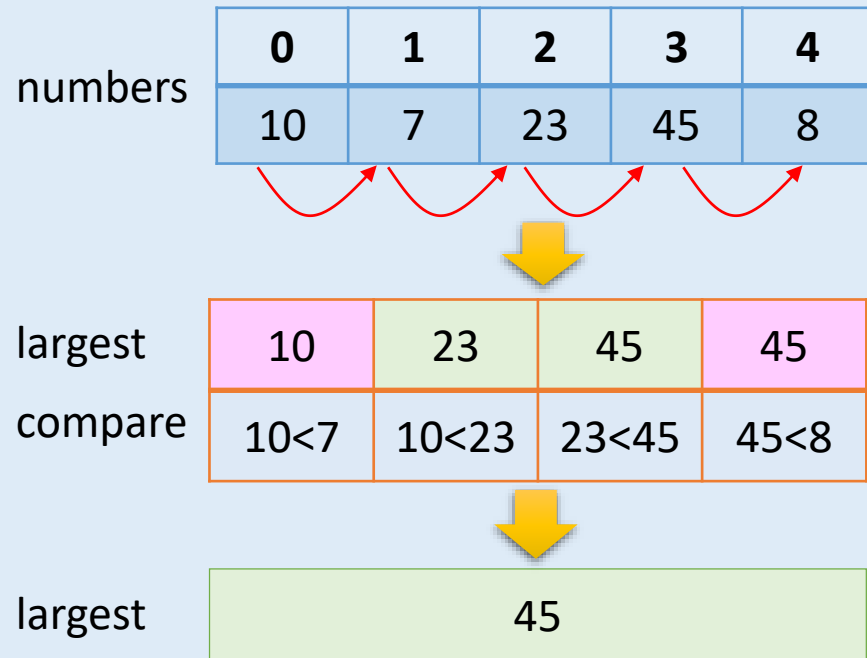 0 1 2 3 4
numbers
10 7 23 45 8
largest 10 23 45 45
compare 10<7 10<23 23<45 45<8
largest 45